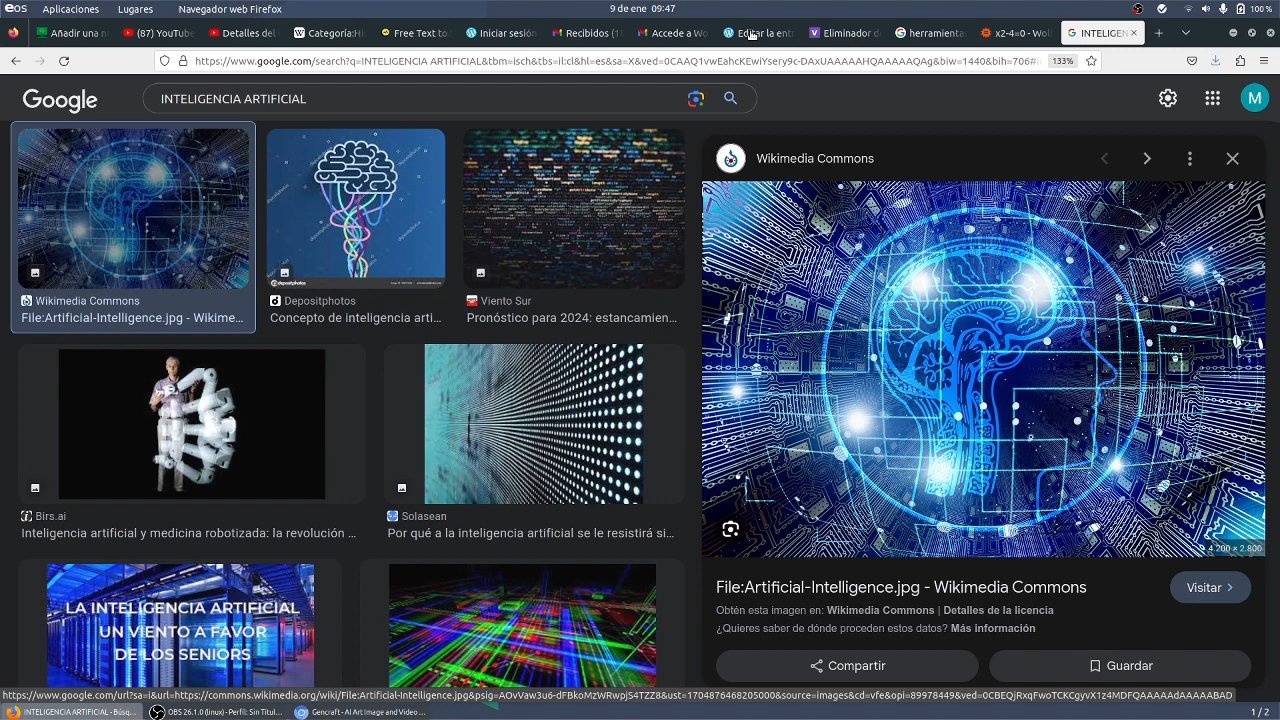 eos Aplicaciones Lugares Navegador web Firefox 9 de ene 09:47 100 %
Añadir una n (87) YouTube Detalles del Categoría:Hi Free Text to Iniciar sesión Recibidos (1 Accede a Wo Editar la ent Eliminador d herramientas x2-4=0 - Wol INTELIGEN
https://www.google.com/search?q=INTELIGENCIA ARTIFICIAL&tbm=isch&tbs=il:cl&hl=es&sa=X&ved=0CAAQ1vwEahcKEwiYsery9c-DAxUAAAAAHQAAAAAQAg&biw=1440&bih=706# 133%
Google INTELIGENCIA ARTIFICIAL M
Wikimedia Commons
depositphotos
Wikimedia Commons
File:Artificial-Intelligence.jpg - Wikime...
Depositphotos
Concepto de inteligencia arti...
Viento Sur
Pronóstico para 2024: estancamien...
Birs.ai
Inteligencia artificial y medicina robotizada: la revolución ...
Solasean
Por qué a la inteligencia artificial se le resistirá si...
LA INTELIGENCIA ARTIFICIAL
UN VIENTO A FAVOR
DE LOS SENIORS
4.200 × 2.800
File:Artificial-Intelligence.jpg - Wikimedia Commons
Visitar
Obtén esta imagen en: Wikimedia Commons | Detalles de la licencia
¿Quieres saber de dónde proceden estos datos? Más información
Compartir
Guardar
https://www.google.com/url?sa=i&url=https://commons.wikimedia.org/wiki/File:Artificial-Intelligence.jpg&psig=AOvVaw3u6-dFBkoMzWRwpjS4TZZ8&ust=1704876468205000&source=images&cd=vfe&opi=89978449&ved=0CBEQjRxqFwoTCKCgyvX1z4MDFQAAAAAdAAAAABAD
INTELIGENCIA ARTIFICIAL - Búsq... OBS 26.1.0 (linux) - Perfil: Sin Títul... Gencraft - AI Art Image and Video ... 1 / 2